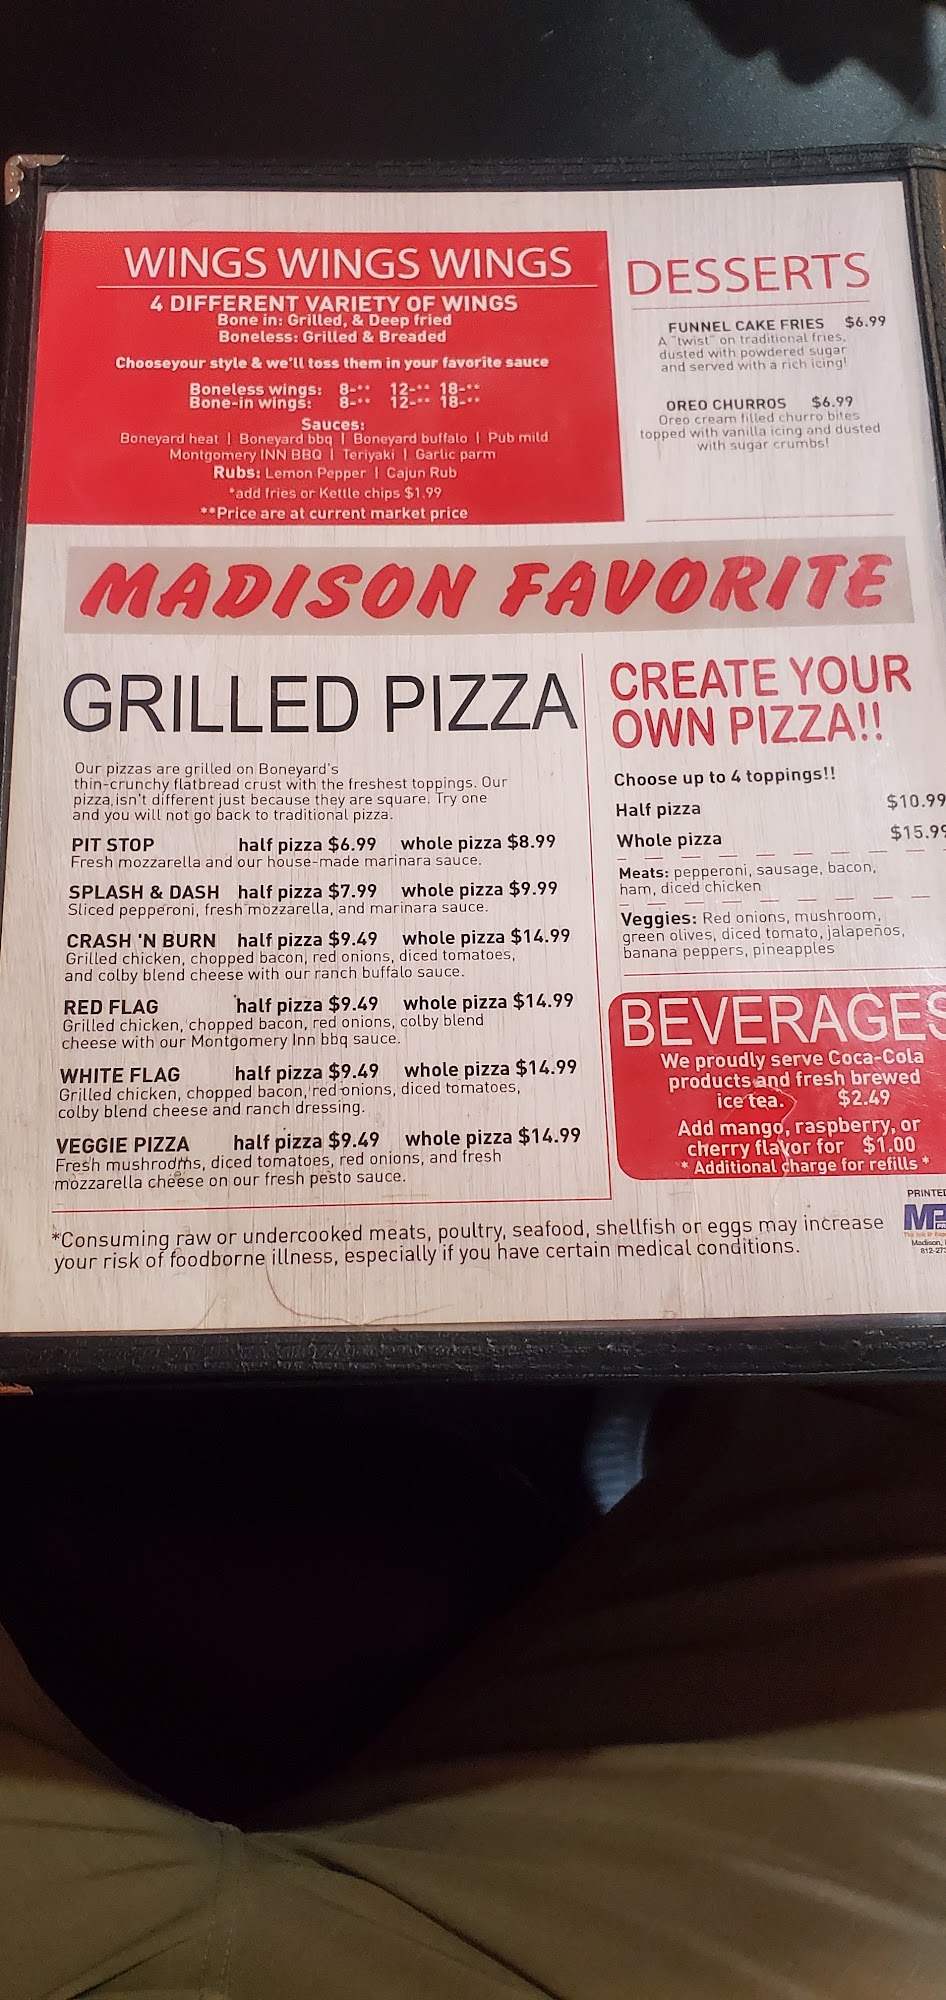 WINGS WINGS WINGS
4 DIFFERENT VARIETY OF WINGS
Bone in: Grilled, & Deep fried
Boneless: Grilled & Breaded
Chooseyour style & we'll toss them in your favorite sauce
Boneless wings: 8-** 12-** 18-**
Bone-in wings: 8-** 12-** 18-**
Sauces:
Boneyard heat | Boneyard bbq | Boneyard buffalo | Pub mild
Montgomery INN BBQ | Teriyaki | Garlic parm
Rubs: Lemon Pepper | Cajun Rub
*add fries or Kettle chips $1.99
**Price are at current market price
DESSERTS
FUNNEL CAKE FRIES $6.99
A "twist" on traditional fries,
dusted with powdered sugar
and served with a rich icing!
OREO CHURROS $6.99
Oreo cream filled churro bites
topped with vanilla icing and dusted
with sugar crumbs!
MADISON FAVORITE
GRILLED PIZZA
Our pizzas are grilled on Boneyard's
thin-crunchy flatbread crust with the freshest toppings. Our
pizza isn't different just because they are square. Try one
and you will not go back to traditional pizza.
PIT STOP half pizza $6.99 whole pizza $8.99
Fresh mozzarella and our house-made marinara sauce.
SPLASH & DASH half pizza $7.99 whole pizza $9.99
Sliced pepperoni, fresh mozzarella, and marinara sauce.
CRASH 'N BURN half pizza $9.49 whole pizza $14.99
Grilled chicken, chopped bacon, red onions, diced tomatoes,
and colby blend cheese with our ranch buffalo sauce.
RED FLAG half pizza $9.49 whole pizza $14.99
Grilled chicken, chopped bacon, red onions, colby blend
cheese with our Montgomery Inn bbq sauce.
WHITE FLAG half pizza $9.49 whole pizza $14.99
Grilled chicken, chopped bacon, red onions, diced tomatoes,
colby blend cheese and ranch dressing.
VEGGIE PIZZA half pizza $9.49 whole pizza $14.99
Fresh mushrooms, diced tomatoes, red onions, and fresh
mozzarella cheese on our fresh pesto sauce.
CREATE YOUR
OWN PIZZA!!
Choose up to 4 toppings!!
Half pizza $10.99
Whole pizza $15.99
Meats: pepperoni, sausage, bacon,
ham, diced chicken
Veggies: Red onions, mushroom,
green olives, diced tomato, jalapeños,
banana peppers, pineapples
BEVERAGES
We proudly serve Coca-Cola
products and fresh brewed
ice tea. $2.49
Add mango, raspberry, or
cherry flavor for $1.00
* Additional charge for refills *
*Consuming raw or undercooked meats, poultry, seafood, shellfish or eggs may increase
your risk of foodborne illness, especially if you have certain medical conditions.
PRINTED
Madison,
812-273